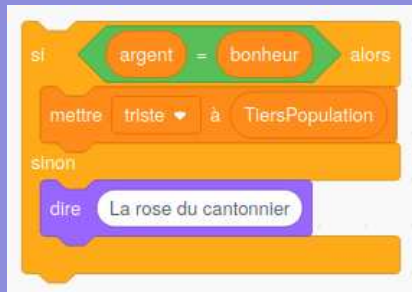 si argent = bonheur alors
mettre triste à TiersPopulation
sinon
dire La rose du cantonnier